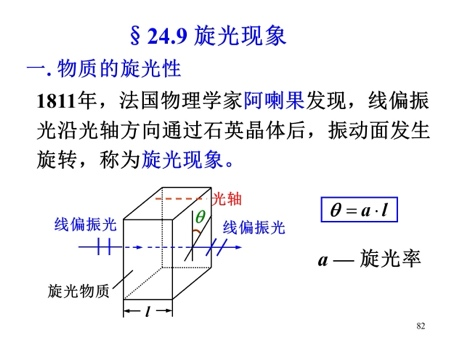 §24.9 旋光现象
一. 物质的旋光性
1811年，法国物理学家阿喇果发现，线偏振
光沿光轴方向通过石英晶体后，振动面发生
旋转，称为旋光现象。
光轴
θ
线偏振光
线偏振光
旋光物质
l
θ = a · l
a — 旋光率
82